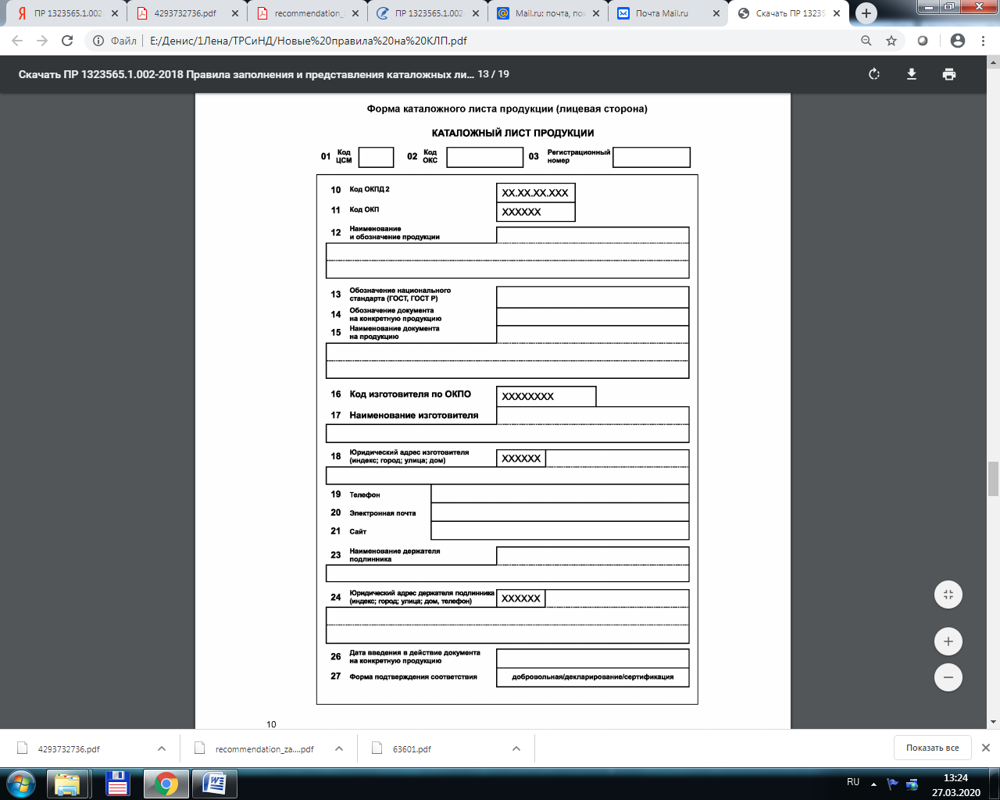 ПР 1323565.1.002-
4293732736.pdf
recommendation_
ПР 1323565.1.002-
Mail.ru: почта, по
Почта Mail.ru
Скачать ПР 1323
Файл E:/Денис/1Лена/ТРСиНД/Новые%20правила%20на%20КЛП.pdf
Скачать ПР 1323565.1.002-2018 Правила заполнения и представления каталожных ли... 13 / 19
Форма каталожного листа продукции (лицевая сторона)
КАТАЛОЖНЫЙ ЛИСТ ПРОДУКЦИИ
01 Код ЦСМ 02 Код ОКС 03 Регистрационный номер
10 Код ОКПД 2 XX.XX.XX.XXX
11 Код ОКП XXXXXX
12 Наименование
и обозначение продукции
13 Обозначение национального
стандарта (ГОСТ, ГОСТ Р)
14 Обозначение документа
на конкретную продукцию
15 Наименование документа
на продукцию
16 Код изготовителя по ОКПО XXXXXXXX
17 Наименование изготовителя
18 Юридический адрес изготовителя
(индекс; город; улица; дом) XXXXXX
19 Телефон
20 Электронная почта
21 Сайт
23 Наименование держателя
подлинника
24 Юридический адрес держателя подлинника
(индекс; город; улица; дом, телефон) XXXXXX
26 Дата введения в действие документа
на конкретную продукцию
27 Форма подтверждения соответствия добровольная/декларирование/сертификация
10
4293732736.pdf
recommendation_za....pdf
63601.pdf
Показать все
RU
13:24
27.03.2020